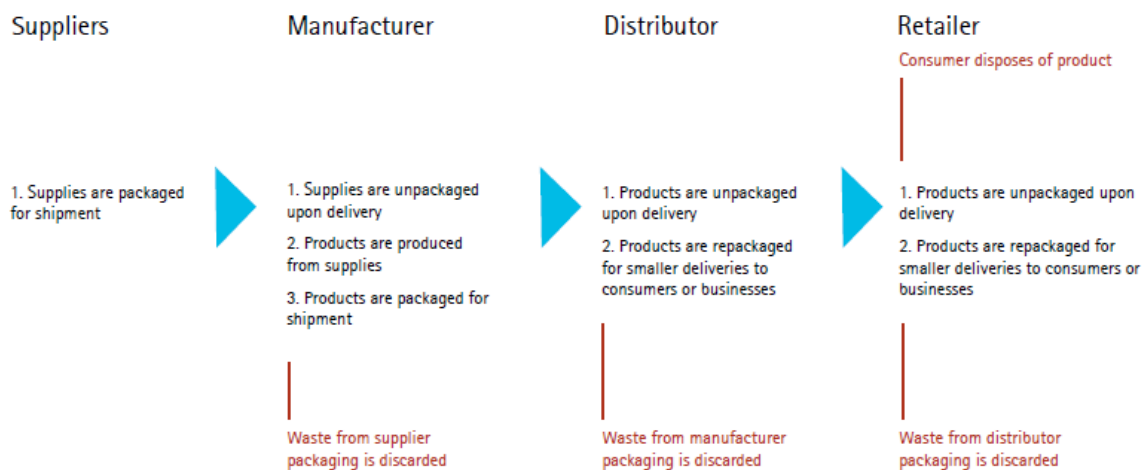 Suppliers
1. Supplies are packaged
for shipment
Manufacturer
1. Supplies are unpackaged
upon delivery
2. Products are produced
from supplies
3. Products are packaged for
shipment
Waste from supplier
packaging is discarded
Distributor
1. Products are unpackaged
upon delivery
2. Products are repackaged
for smaller deliveries to
consumers or businesses
Waste from manufacturer
packaging is discarded
Retailer
Consumer disposes of product
1. Products are unpackaged upon
delivery
2. Products are repackaged for
smaller deliveries to consumers or
businesses
Waste from distributor
packaging is discarded